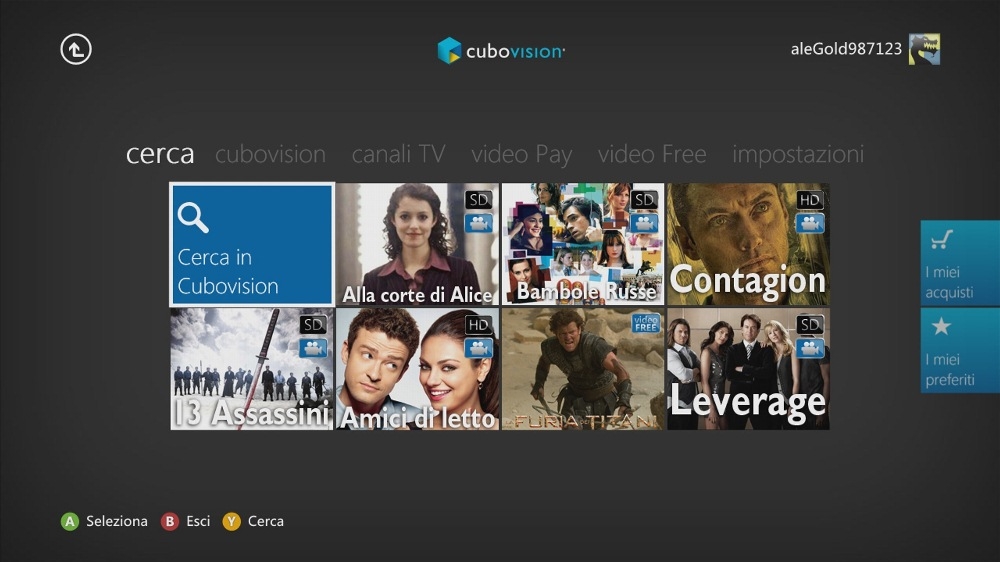 cubovision
aleGold987123
cerca cubovision canali TV video Pay video Free impostazioni
Cerca in
Cubovision
SD
Alla corte di Alice
SD
Bambole Russe
HD
Contagion
SD
13 Assassini
HD
Amici di letto
video
FREE
FURIA DEI TITANI
SD
Leverage
I miei
acquisti
I miei
preferiti
A Seleziona B Esci Y Cerca